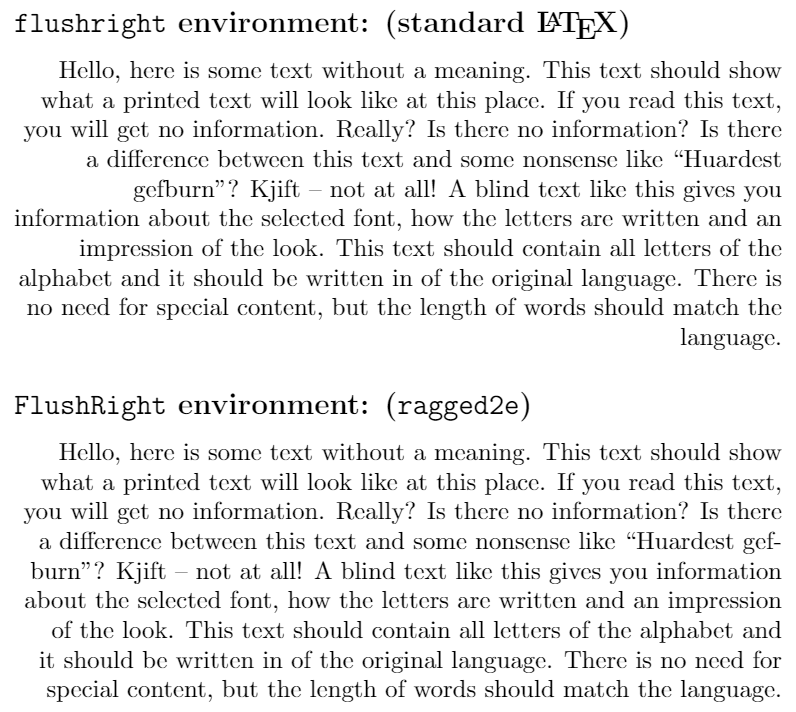 flushright environment: (standard LATEX)
Hello, here is some text without a meaning. This text should show
what a printed text will look like at this place. If you read this text,
you will get no information. Really? Is there no information? Is there
a difference between this text and some nonsense like “Huardest
gefburn”? Kjift – not at all! A blind text like this gives you
information about the selected font, how the letters are written and an
impression of the look. This text should contain all letters of the
alphabet and it should be written in of the original language. There is
no need for special content, but the length of words should match the
language.
FlushRight environment: (ragged2e)
Hello, here is some text without a meaning. This text should show
what a printed text will look like at this place. If you read this text,
you will get no information. Really? Is there no information? Is there
a difference between this text and some nonsense like “Huardest gef-
burn”? Kjift – not at all! A blind text like this gives you information
about the selected font, how the letters are written and an impression
of the look. This text should contain all letters of the alphabet and
it should be written in of the original language. There is no need for
special content, but the length of words should match the language.